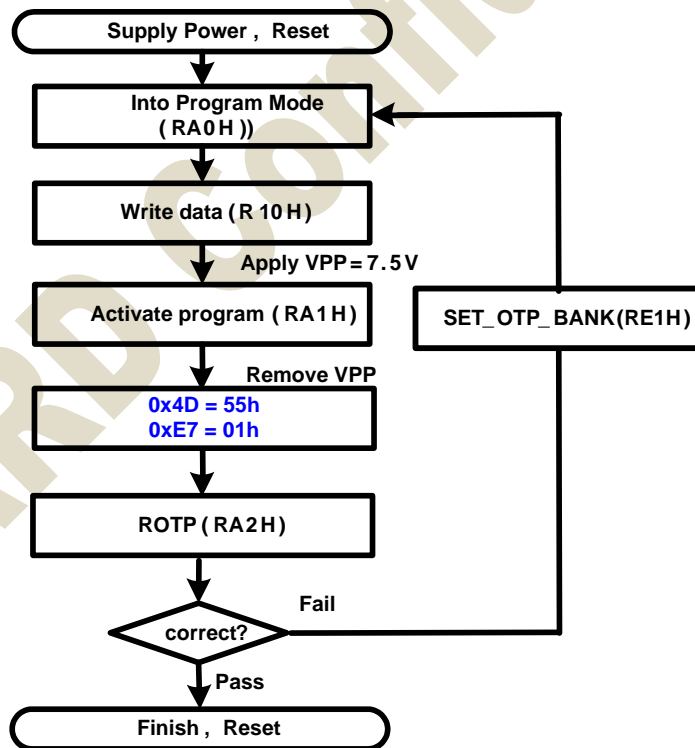 Supply Power , Reset
Into Program Mode
( RA0H ))
Write data ( R 10H )
Apply VPP = 7.5V
Activate program ( RA1H )
SET_OTP_BANK(RE1H)
Remove VPP
0x4D = 55h
0xE7 = 01h
ROTP ( RA2H )
Fail
correct?
Pass
Finish , Reset